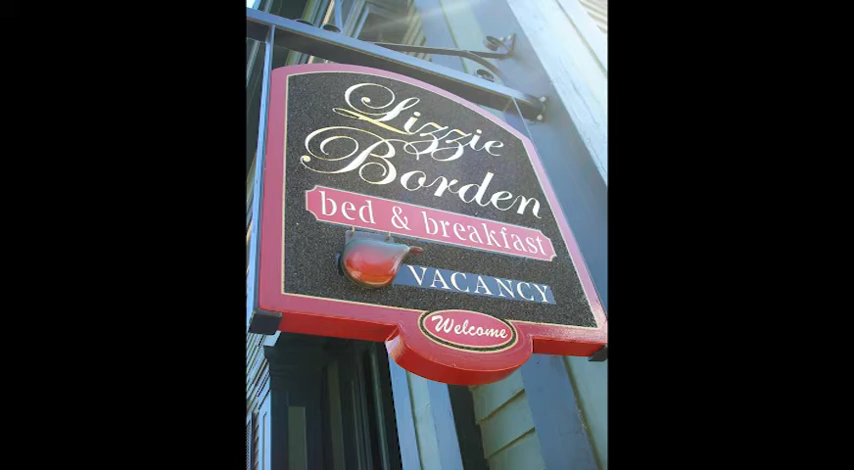 Lizzie
Borden
bed & breakfast
VACANCY
Welcome